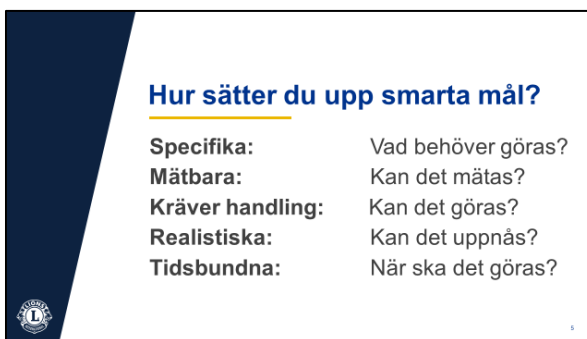 Hur sätter du upp smarta mål?
Specifika: Vad behöver göras?
Mätbara: Kan det mätas?
Kräver handling: Kan det göras?
Realistiska: Kan det uppnås?
Tidsbundna: När ska det göras?
LIONS
L
5